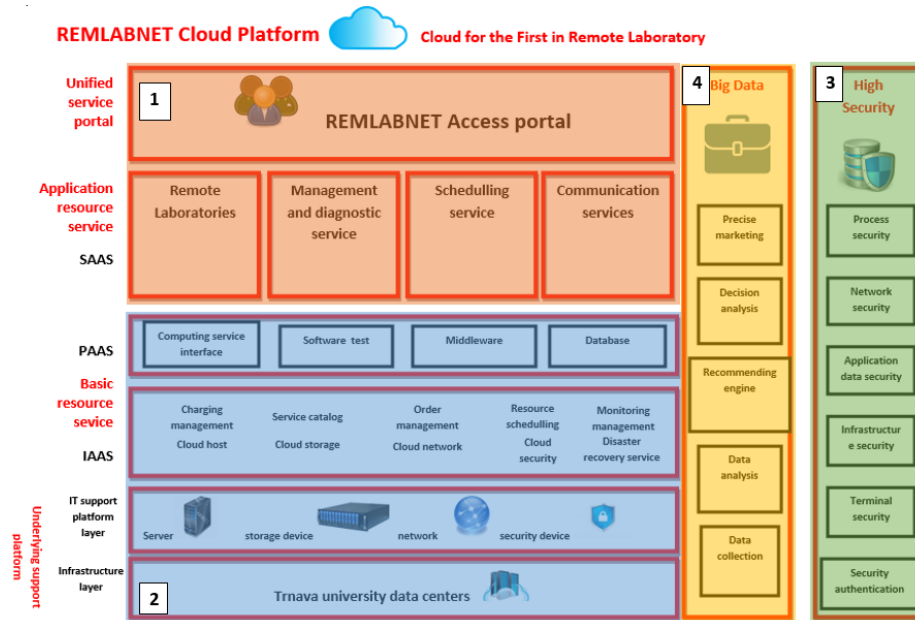 REMLABNET Cloud Platform
Cloud for the First in Remote Laboratory
Unified
service
portal
1
REMLABNET Access portal
Application
resource
service
SAAS
Remote
Laboratories
Management
and diagnostic
service
Schedulling
service
Communication
services
PAAS
Computing service
interface
Software test
Middleware
Database
Basic
resource
sevice
IAAS
Charging
management
Service catalog
Order
management
Resource
schedulling
Monitoring
management
Cloud host
Cloud storage
Cloud network
Cloud
security
Disaster
recovery service
Underlying support
platform
IT support
platform
layer
Server
storage device
network
security device
Infrastructure
layer
2
Trnava university data centers
4
Big Data
Precise
marketing
Decision
analysis
Recommending
engine
Data
analysis
Data
collection
3
High
Security
Process
security
Network
security
Application
data security
Infrastructur
e security
Terminal
security
Security
authentication